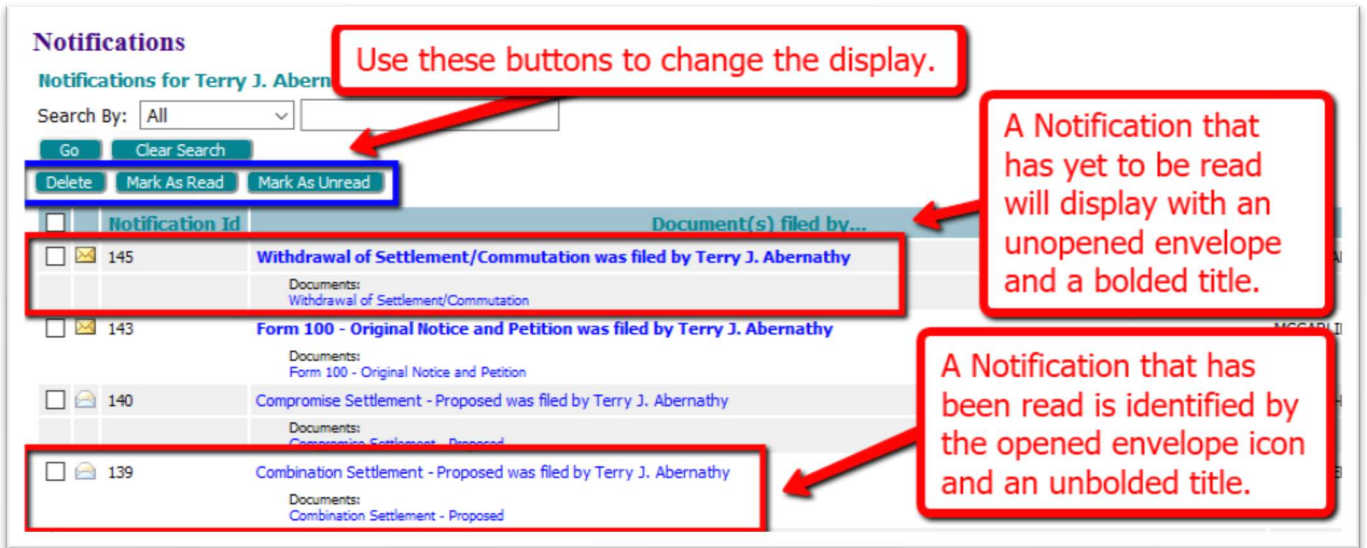 Notifications
Use these buttons to change the display.
Notifications for Terry J. Abern
Search By: All
Go Clear Search
Delete Mark As Read Mark As Unread
A Notification that
has yet to be read
will display with an
unopened envelope
and a bolded title.
Notification Id Document(s) filed by...
145 Withdrawal of Settlement/Commutation was filed by Terry J. Abernathy
Documents:
Withdrawal of Settlement/Commutation
143 Form 100 - Original Notice and Petition was filed by Terry J. Abernathy
Documents:
Form 100 - Original Notice and Petition
A Notification that has
been read is identified by
the opened envelope icon
and an unbolded title.
140 Compromise Settlement - Proposed was filed by Terry J. Abernathy
Documents:
Compromise Settlement - Proposed
139 Combination Settlement - Proposed was filed by Terry J. Abernathy
Documents:
Combination Settlement - Proposed